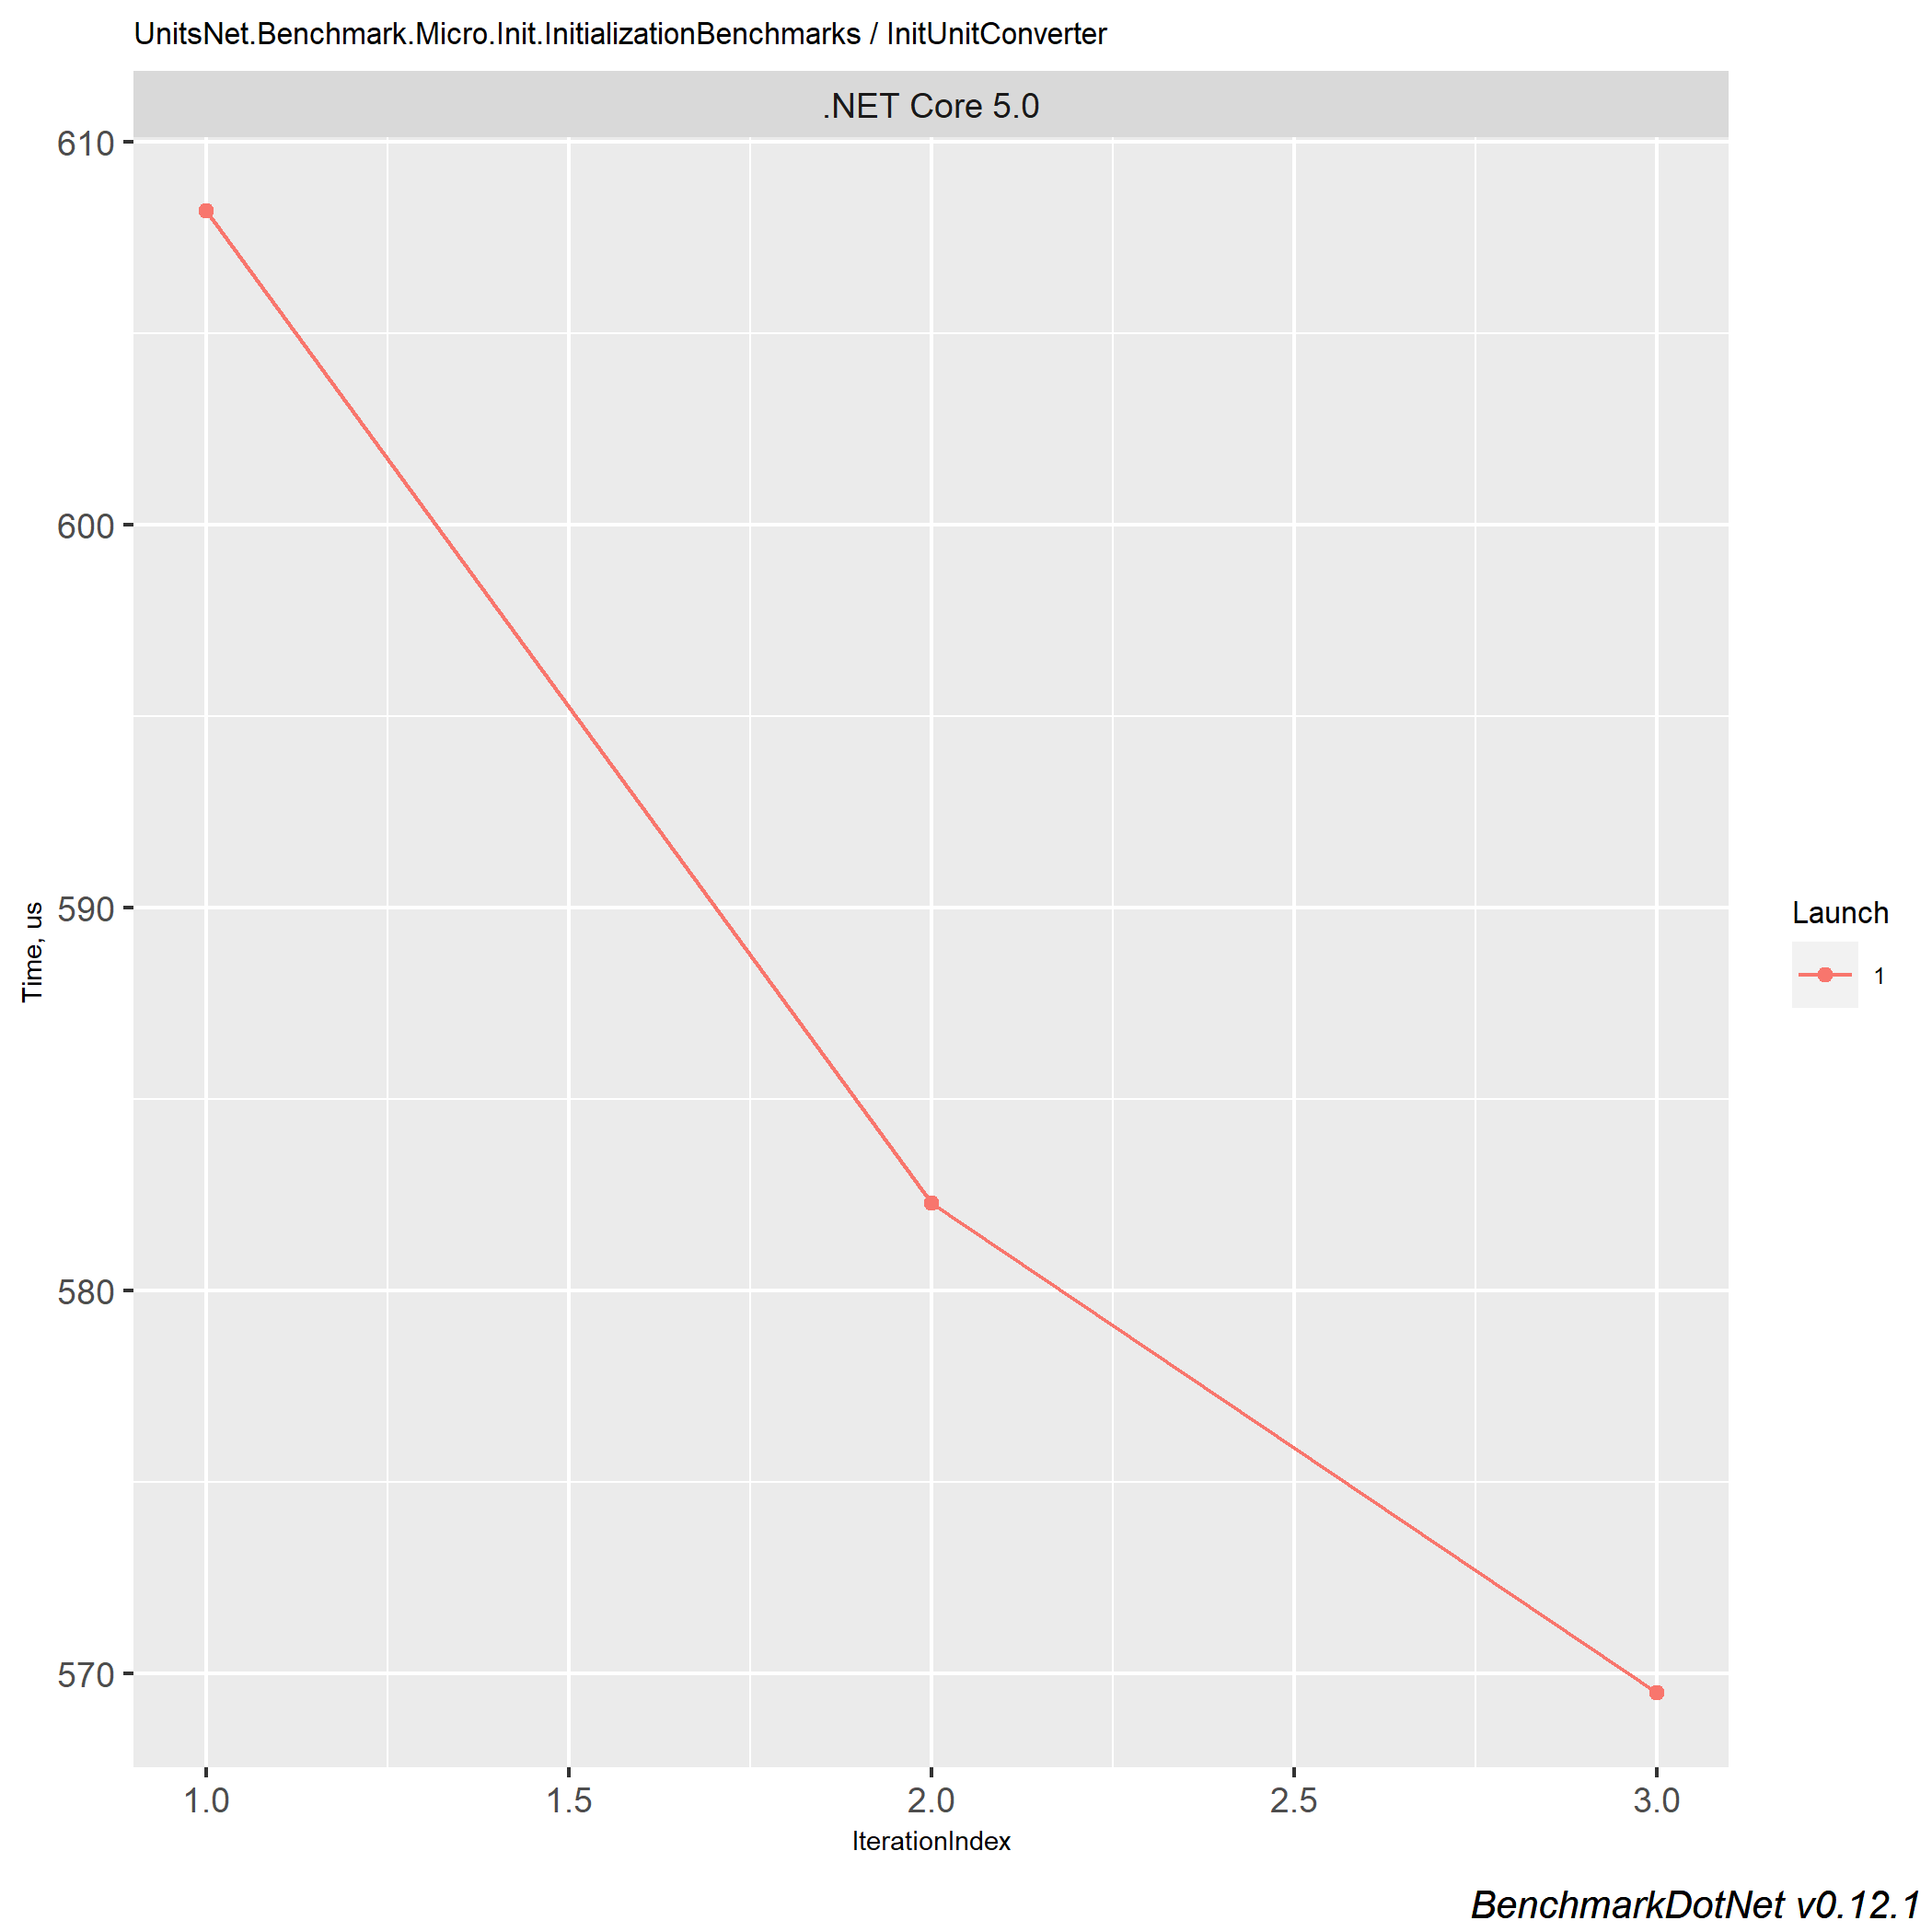 UnitsNet.Benchmark.Micro.Init.InitializationBenchmarks / InitUnitConverter
.NET Core 5.0
610
600
590
580
570
Time, us
1.0 1.5 2.0 2.5 3.0
IterationIndex
Launch
1
BenchmarkDotNet v0.12.1